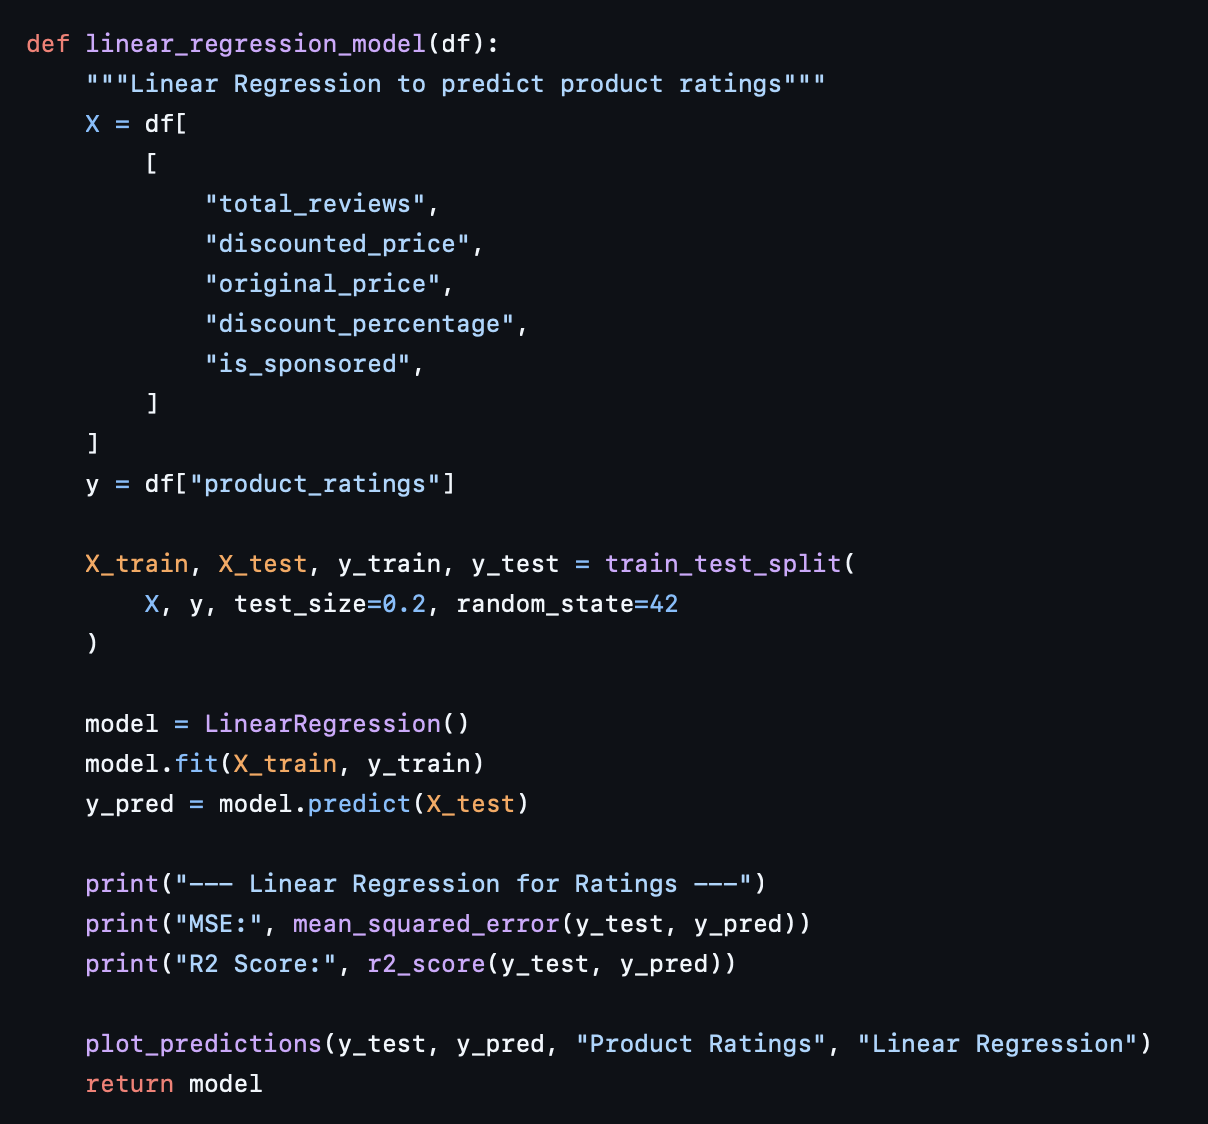 def linear_regression_model(df):
    """Linear Regression to predict product ratings"""
    X = df[
        [
            "total_reviews",
            "discounted_price",
            "original_price",
            "discount_percentage",
            "is_sponsored",
        ]
    ]
    y = df["product_ratings"]

    X_train, X_test, y_train, y_test = train_test_split(
        X, y, test_size=0.2, random_state=42
    )

    model = LinearRegression()
    model.fit(X_train, y_train)
    y_pred = model.predict(X_test)

    print("--- Linear Regression for Ratings ---")
    print("MSE:", mean_squared_error(y_test, y_pred))
    print("R2 Score:", r2_score(y_test, y_pred))

    plot_predictions(y_test, y_pred, "Product Ratings", "Linear Regression")
    return model